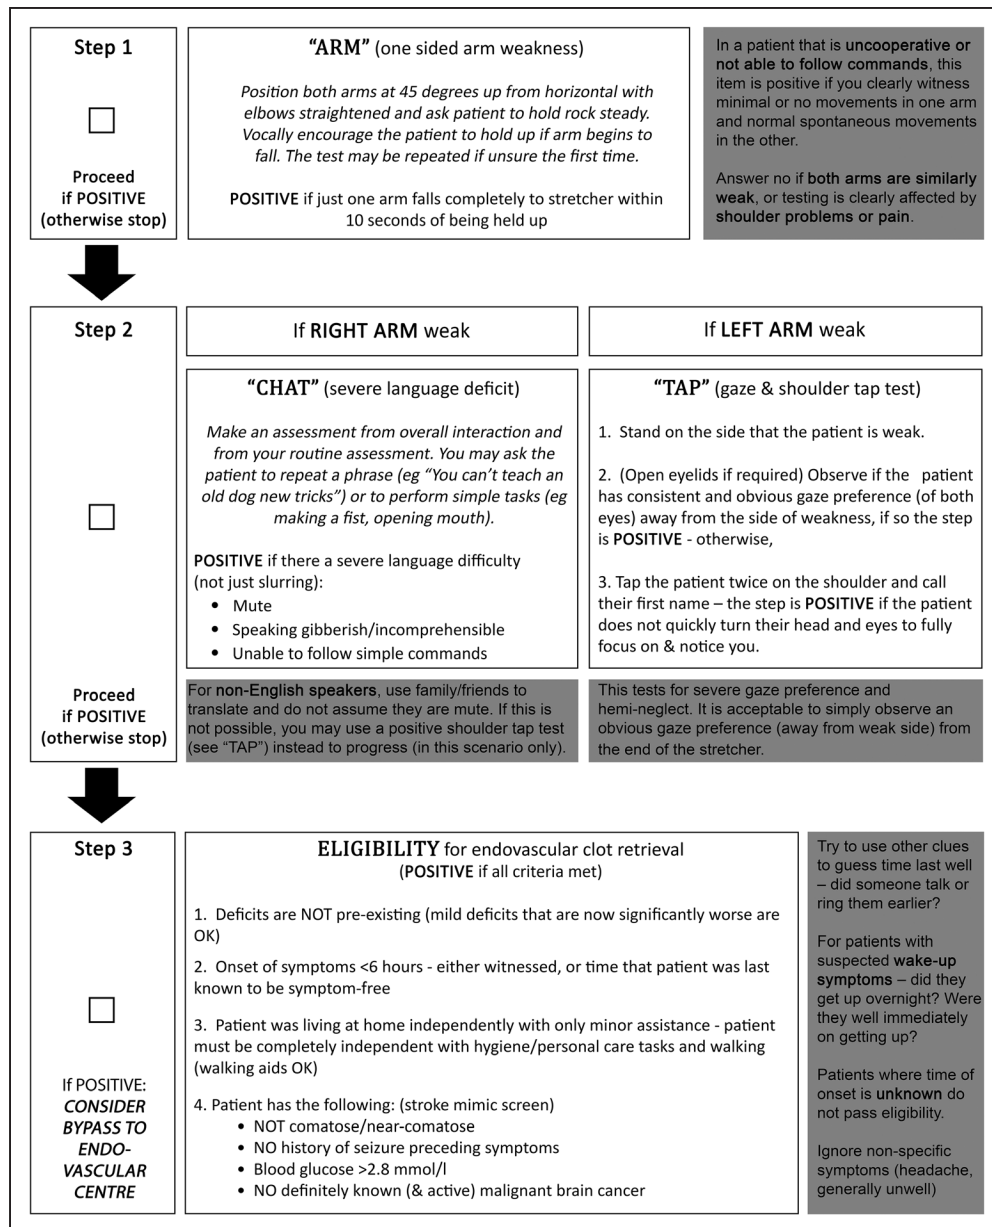 Step 1
Proceed
if POSITIVE
(otherwise stop)
“ARM” (one sided arm weakness)
Position both arms at 45 degrees up from horizontal with
elbows straightened and ask patient to hold rock steady.
Vocally encourage the patient to hold up if arm begins to
fall. The test may be repeated if unsure the first time.
POSITIVE if just one arm falls completely to stretcher within
10 seconds of being held up
In a patient that is uncooperative or
not able to follow commands, this
item is positive if you clearly witness
minimal or no movements in one arm
and normal spontaneous movements
in the other.
Answer no if both arms are similarly
weak, or testing is clearly affected by
shoulder problems or pain.
Step 2
Proceed
if POSITIVE
(otherwise stop)
If RIGHT ARM weak
“CHAT” (severe language deficit)
Make an assessment from overall interaction and
from your routine assessment. You may ask the
patient to repeat a phrase (eg “You can’t teach an
old dog new tricks”) or to perform simple tasks (eg
making a fist, opening mouth).
POSITIVE if there a severe language difficulty
(not just slurring):
• Mute
• Speaking gibberish/incomprehensible
• Unable to follow simple commands
For non-English speakers, use family/friends to
translate and do not assume they are mute. If this is
not possible, you may use a positive shoulder tap test
(see “TAP”) instead to progress (in this scenario only).
If LEFT ARM weak
“TAP” (gaze & shoulder tap test)
1. Stand on the side that the patient is weak.
2. (Open eyelids if required) Observe if the patient
has consistent and obvious gaze preference (of both
eyes) away from the side of weakness, if so the step
is POSITIVE - otherwise,
3. Tap the patient twice on the shoulder and call
their first name – the step is POSITIVE if the patient
does not quickly turn their head and eyes to fully
focus on & notice you.
This tests for severe gaze preference and
hemi-neglect. It is acceptable to simply observe an
obvious gaze preference (away from weak side) from
the end of the stretcher.
Step 3
If POSITIVE:
CONSIDER
BYPASS TO
ENDO-
VASCULAR
CENTRE
ELIGIBILITY for endovascular clot retrieval
(POSITIVE if all criteria met)
1. Deficits are NOT pre-existing (mild deficits that are now significantly worse are
OK)
2. Onset of symptoms <6 hours - either witnessed, or time that patient was last
known to be symptom-free
3. Patient was living at home independently with only minor assistance - patient
must be completely independent with hygiene/personal care tasks and walking
(walking aids OK)
4. Patient has the following: (stroke mimic screen)
• NOT comatose/near-comatose
• NO history of seizure preceding symptoms
• Blood glucose >2.8 mmol/l
• NO definitely known (& active) malignant brain cancer
Try to use other clues
to guess time last well
– did someone talk or
ring them earlier?
For patients with
suspected wake-up
symptoms – did they
get up overnight? Were
they well immediately
on getting up?
Patients where time of
onset is unknown do
not pass eligibility.
Ignore non-specific
symptoms (headache,
generally unwell)